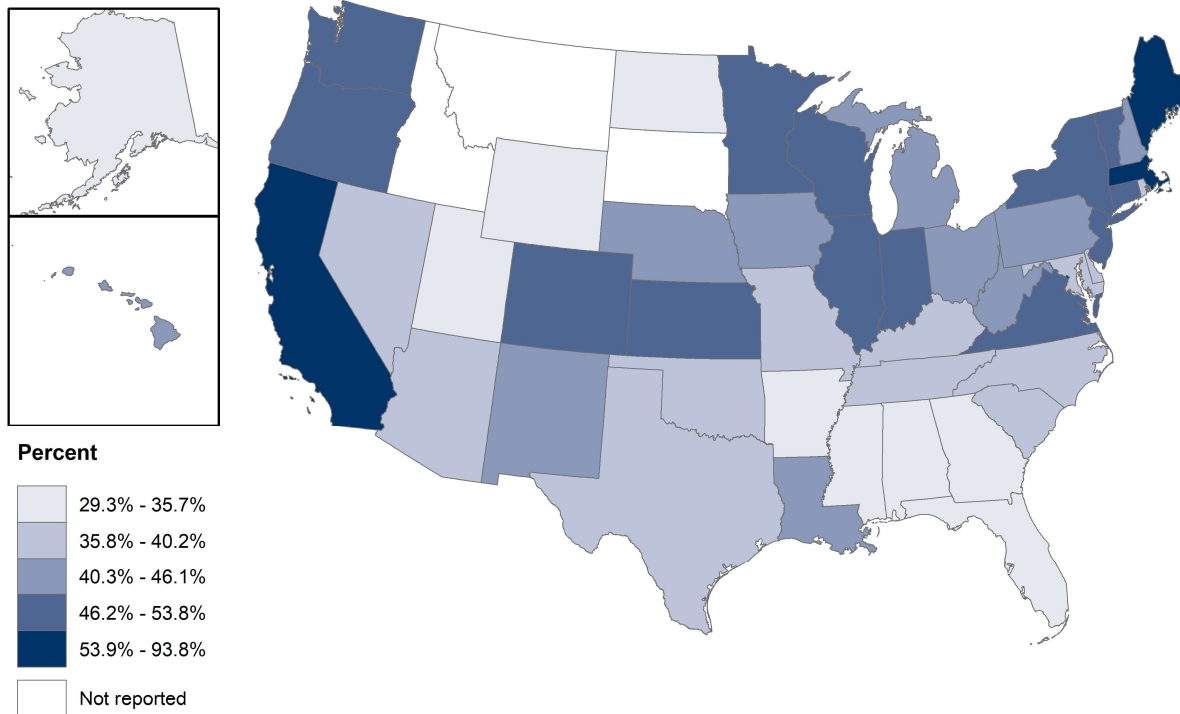 Percent
29.3% - 35.7%
35.8% - 40.2%
40.3% - 46.1%
46.2% - 53.8%
53.9% - 93.8%
Not reported